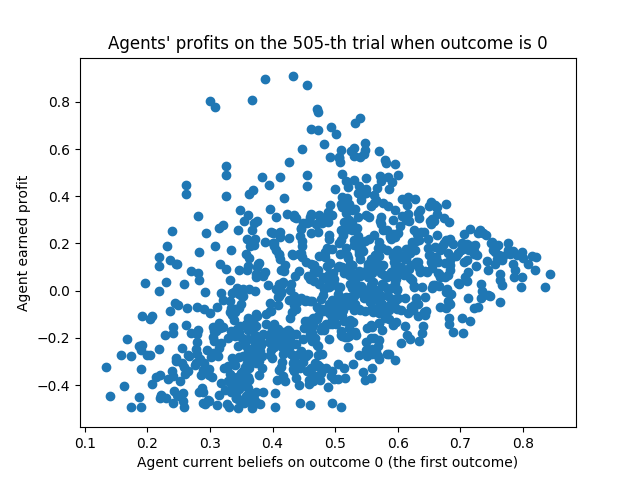 Agents' profits on the 505-th trial when outcome is 0
Agent earned profit
0.8
0.6
0.4
0.2
0.0
−0.2
−0.4
0.1 0.2 0.3 0.4 0.5 0.6 0.7 0.8
Agent current beliefs on outcome 0 (the first outcome)